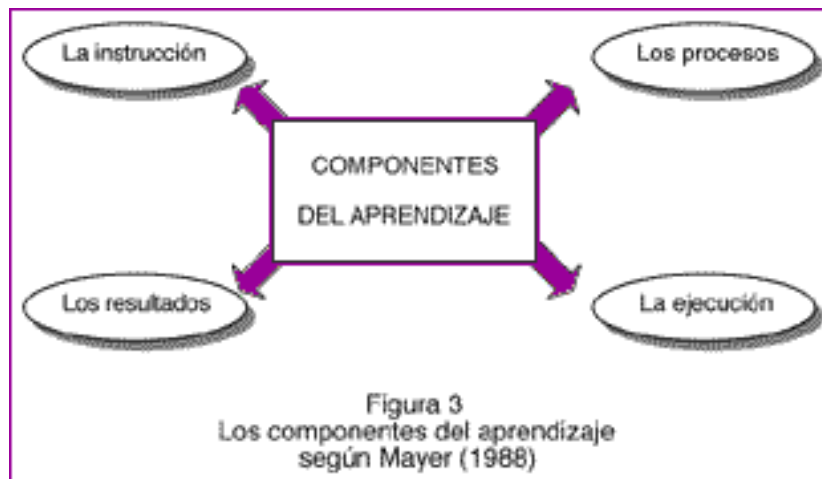 La instrucción
Los procesos
COMPONENTES
DEL APRENDIZAJE
Los resultados
La ejecución
Figura 3
Los componentes del aprendizaje
según Mayer (1988)